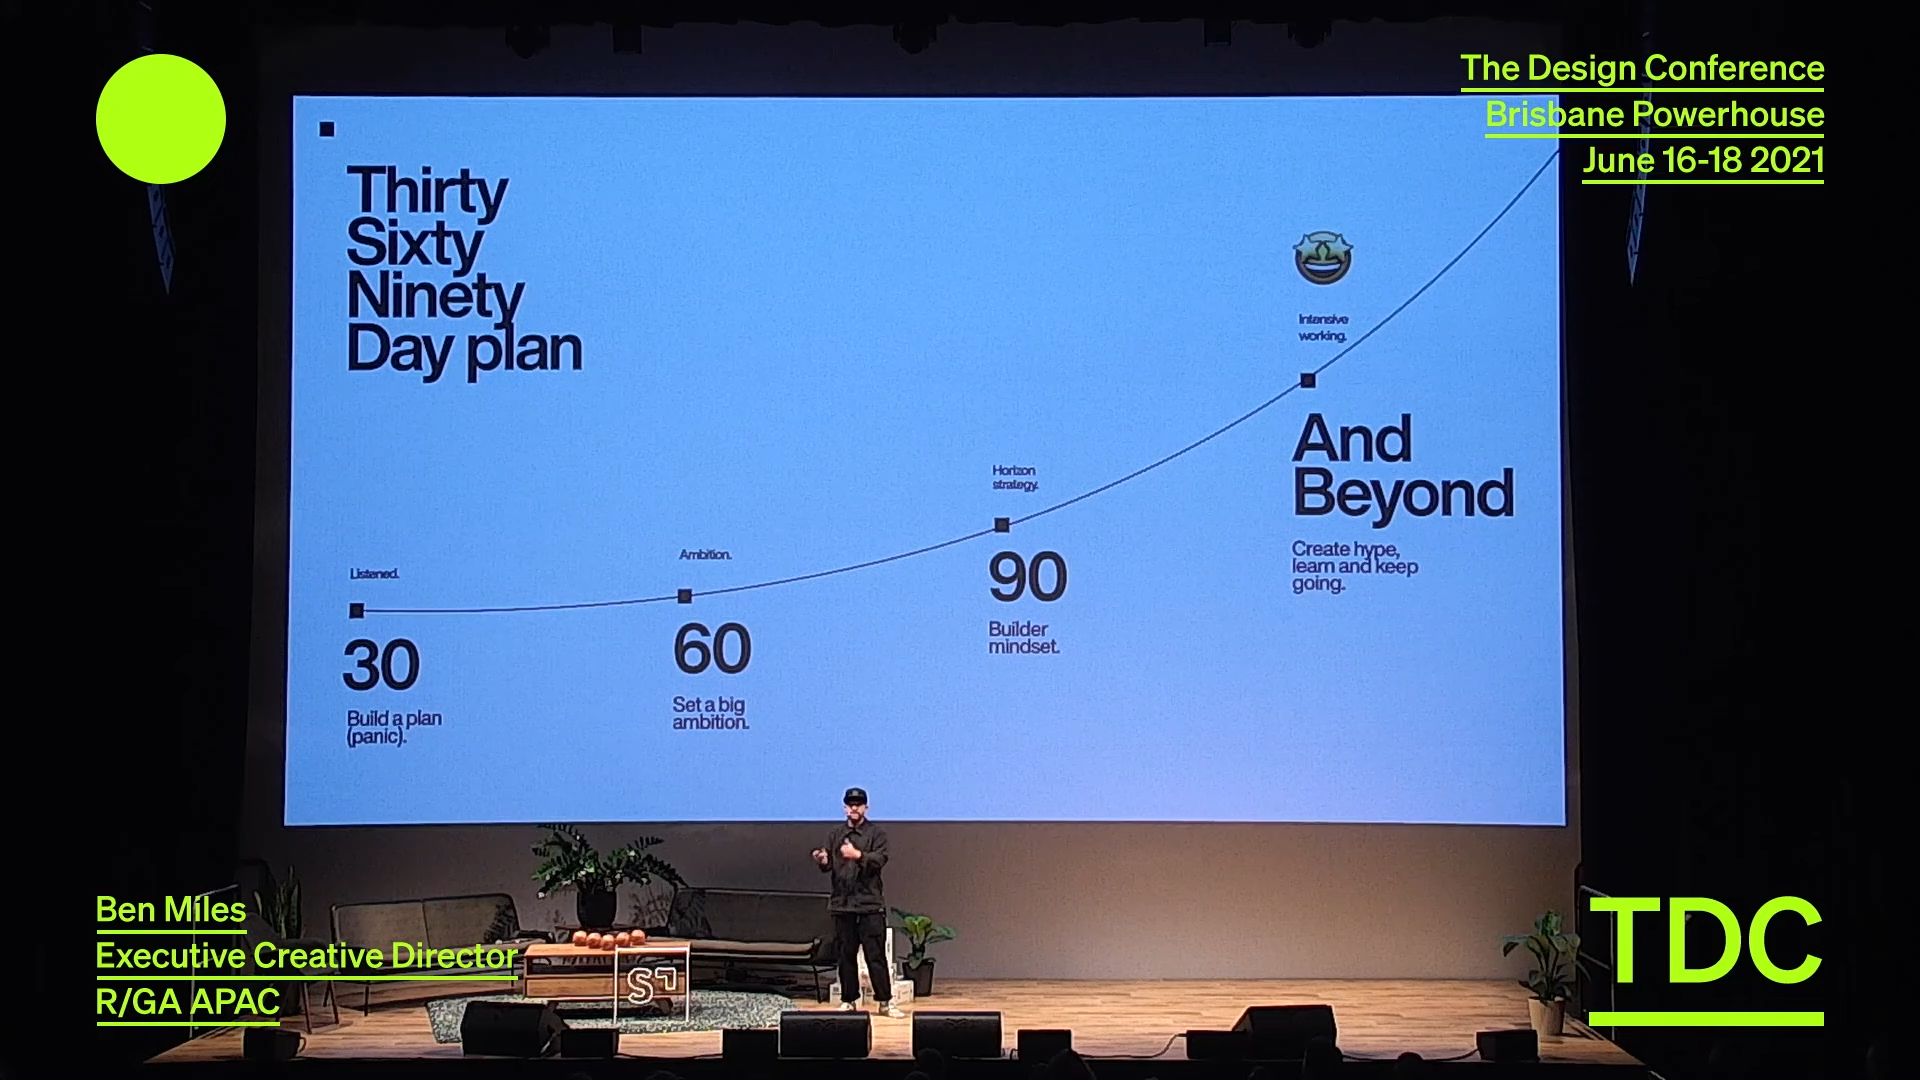 The Design Conference
Brisbane Powerhouse
June 16-18 2021
Thirty
Sixty
Ninety
Day plan
Listened.
30
Build a plan
(panic).
Ambition.
60
Set a big
ambition.
Horizon
strategy.
90
Builder
mindset.
Intensive
working.
And
Beyond
Create hype,
learn and keep
going.
Ben Miles
Executive Creative Director
R/GA APAC
TDC